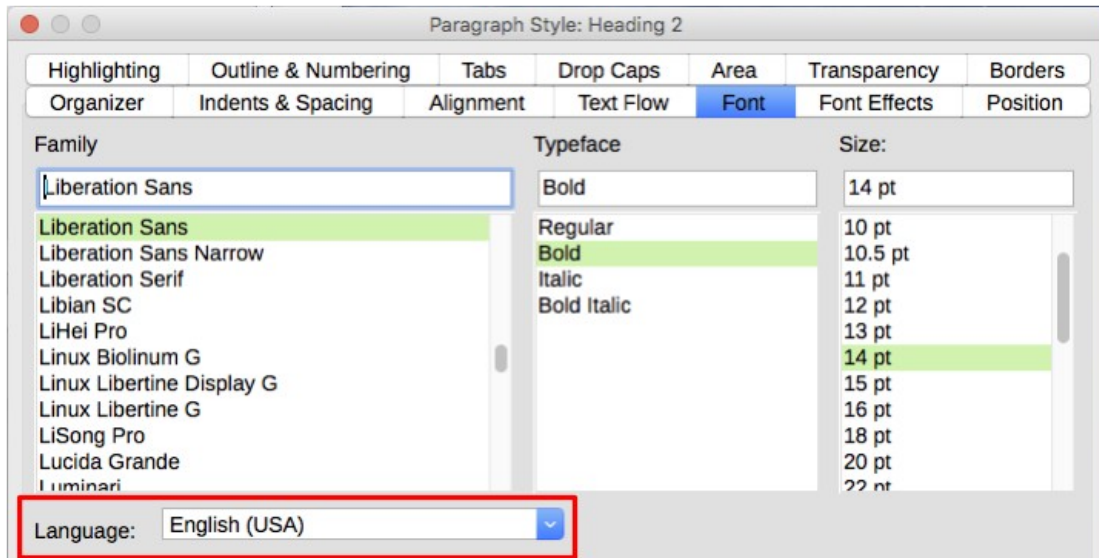 Paragraph Style: Heading 2
Highlighting Outline & Numbering Tabs Drop Caps Area Transparency Borders
Organizer Indents & Spacing Alignment Text Flow Font Font Effects Position
Family Typeface Size:
Liberation Sans Bold 14 pt
Liberation Sans Regular 10 pt
Liberation Sans Narrow Bold 10.5 pt
Liberation Serif Italic 11 pt
Libian SC Bold Italic 12 pt
LiHei Pro 13 pt
Linux Biolinum G 14 pt
Linux Libertine Display G 15 pt
Linux Libertine G 16 pt
LiSong Pro 18 pt
Lucida Grande 20 pt
Luminari 22 pt
Language: English (USA)